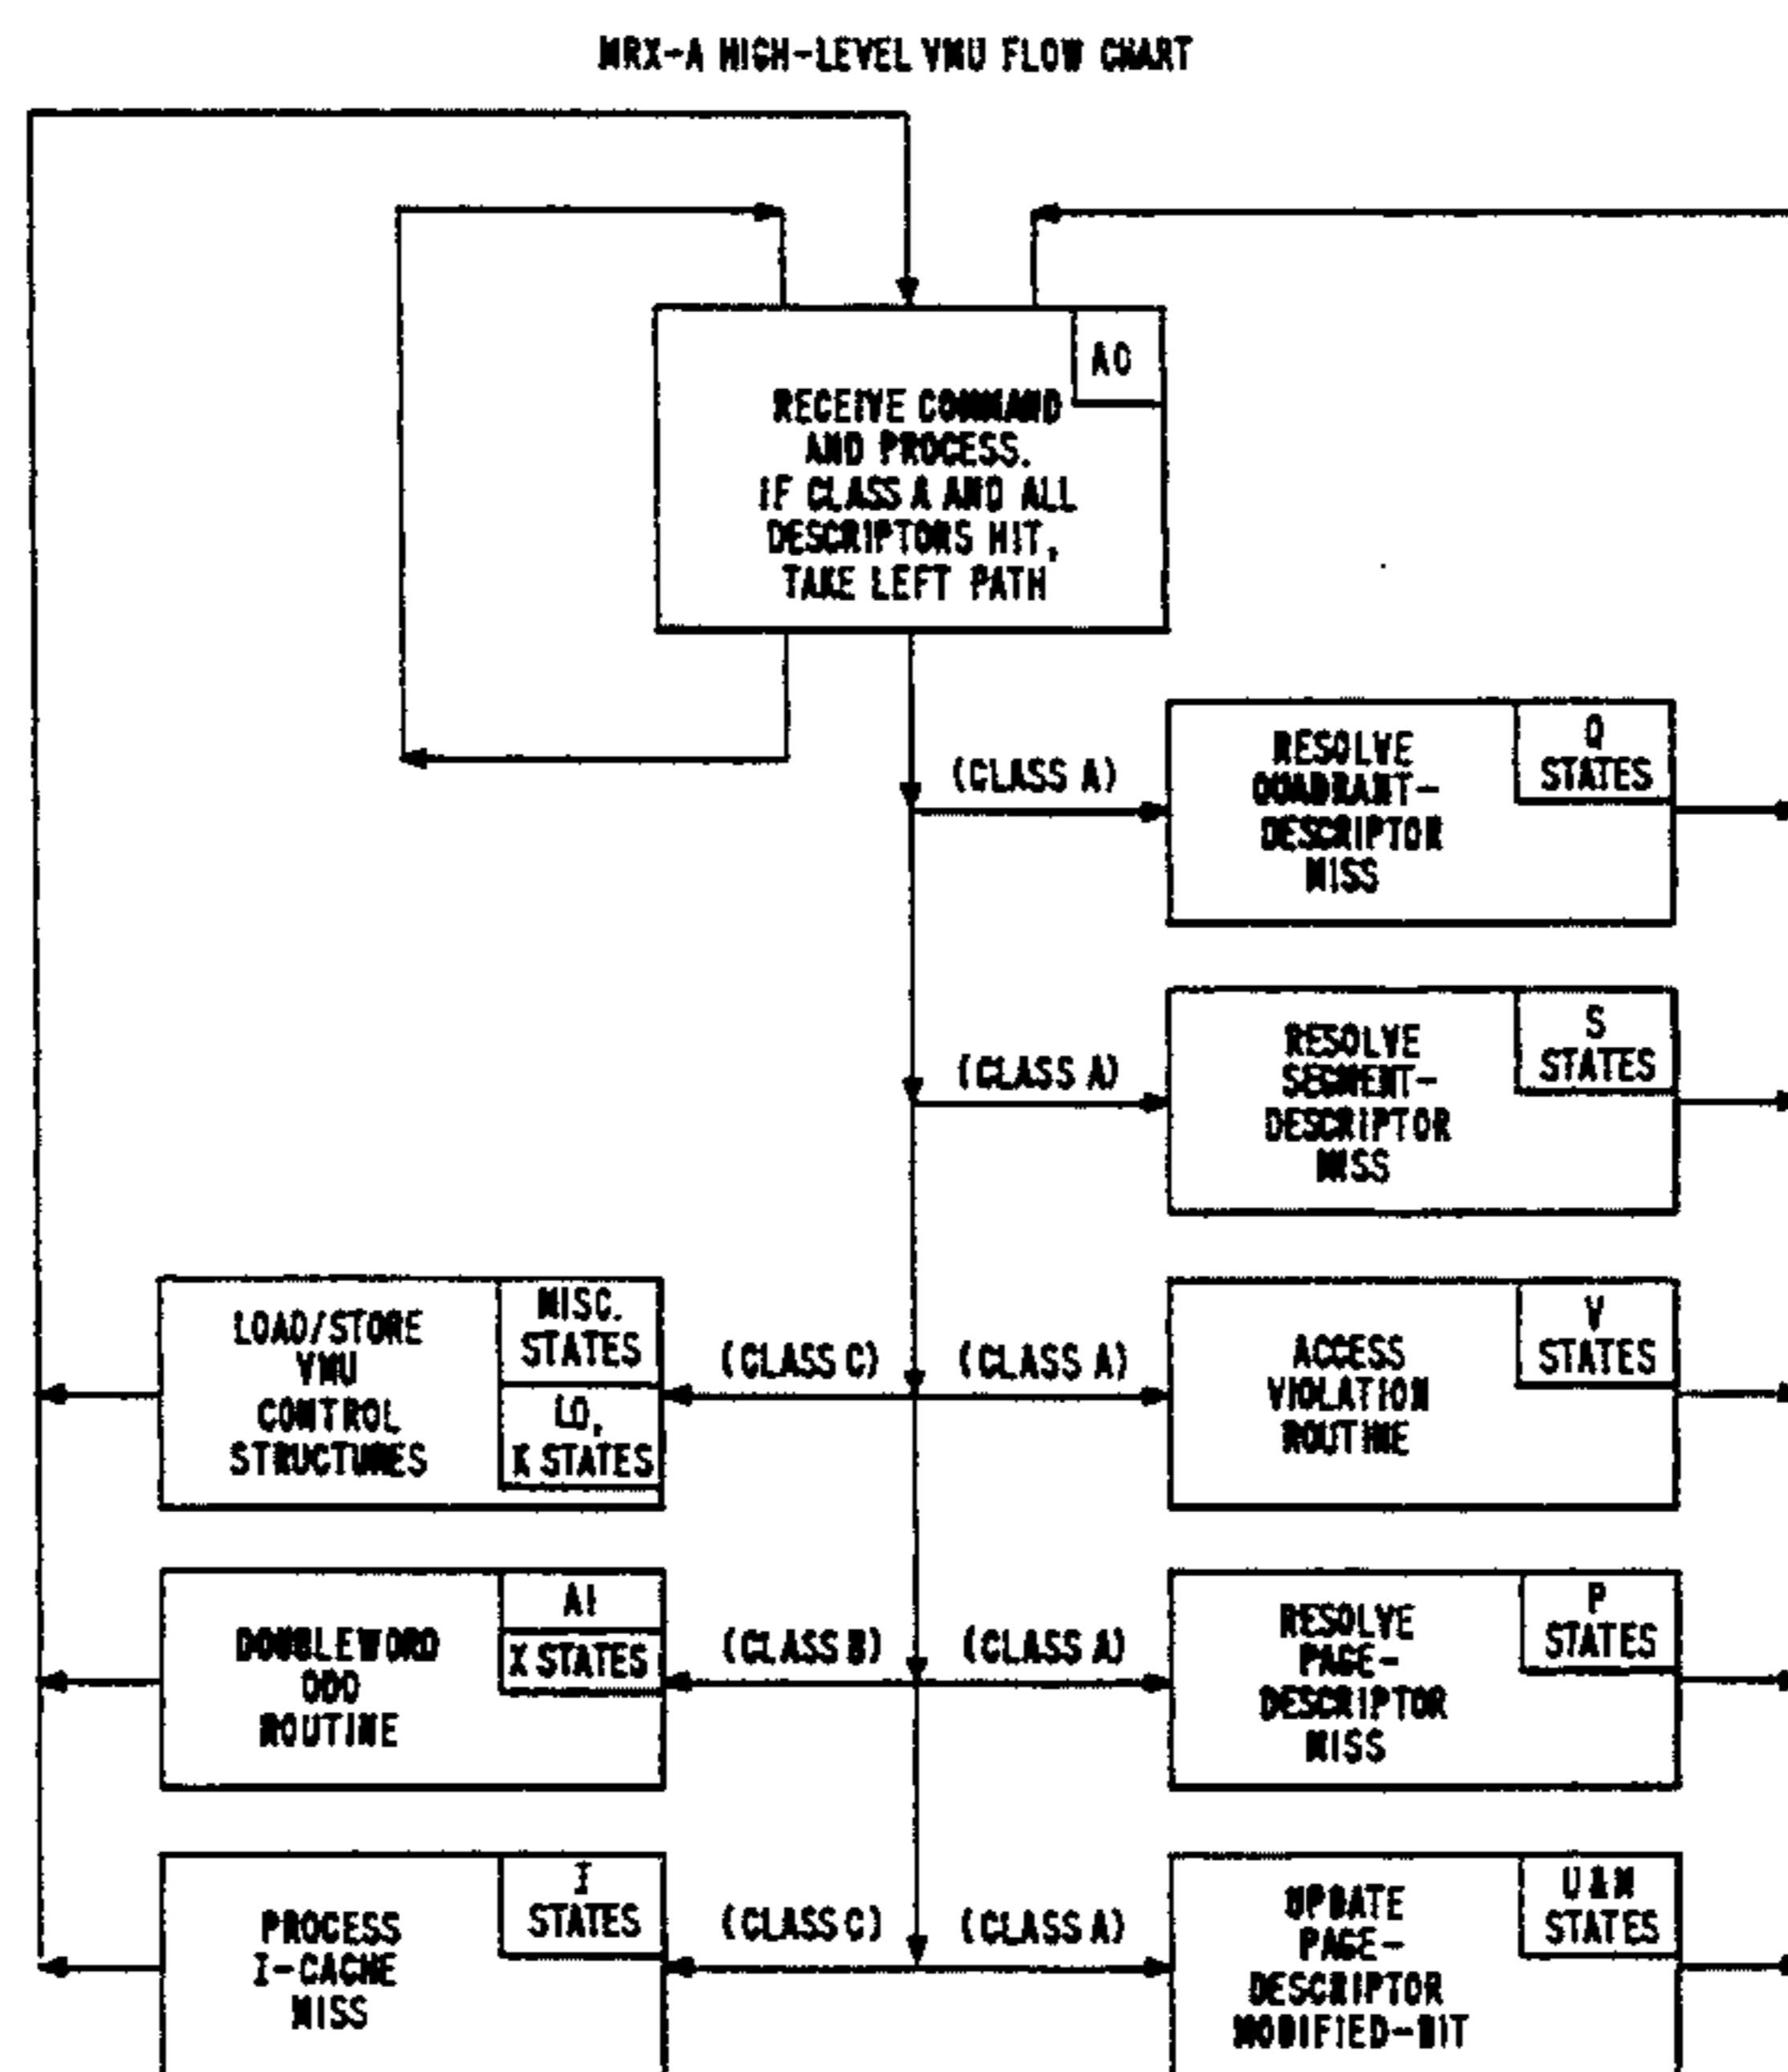 MRX-A HIGH-LEVEL VMU FLOW CHART
A0
RECEIVE COMMAND
AND PROCESS.
IF CLASS A AND ALL
DESCRIPTORS HIT,
TAKE LEFT PATH
(CLASS A)
RESOLVE
QUADRANT-
DESCRIPTOR
MISS
Q
STATES
(CLASS A)
RESOLVE
SEGMENT-
DESCRIPTOR
MISS
S
STATES
LOAD/STORE
VMU
CONTROL
STRUCTURES
MISC.
STATES
LD,
K STATES
(CLASS C)
(CLASS A)
ACCESS
VIOLATION
ROUTINE
V
STATES
DOUBLEWORD
ODD
ROUTINE
A1
X STATES
(CLASS B)
(CLASS A)
RESOLVE
PAGE-
DESCRIPTOR
MISS
P
STATES
PROCESS
I-CACHE
MISS
I
STATES
(CLASS C)
(CLASS A)
UPDATE
PAGE-
DESCRIPTOR
MODIFIED-BIT
U & M
STATES